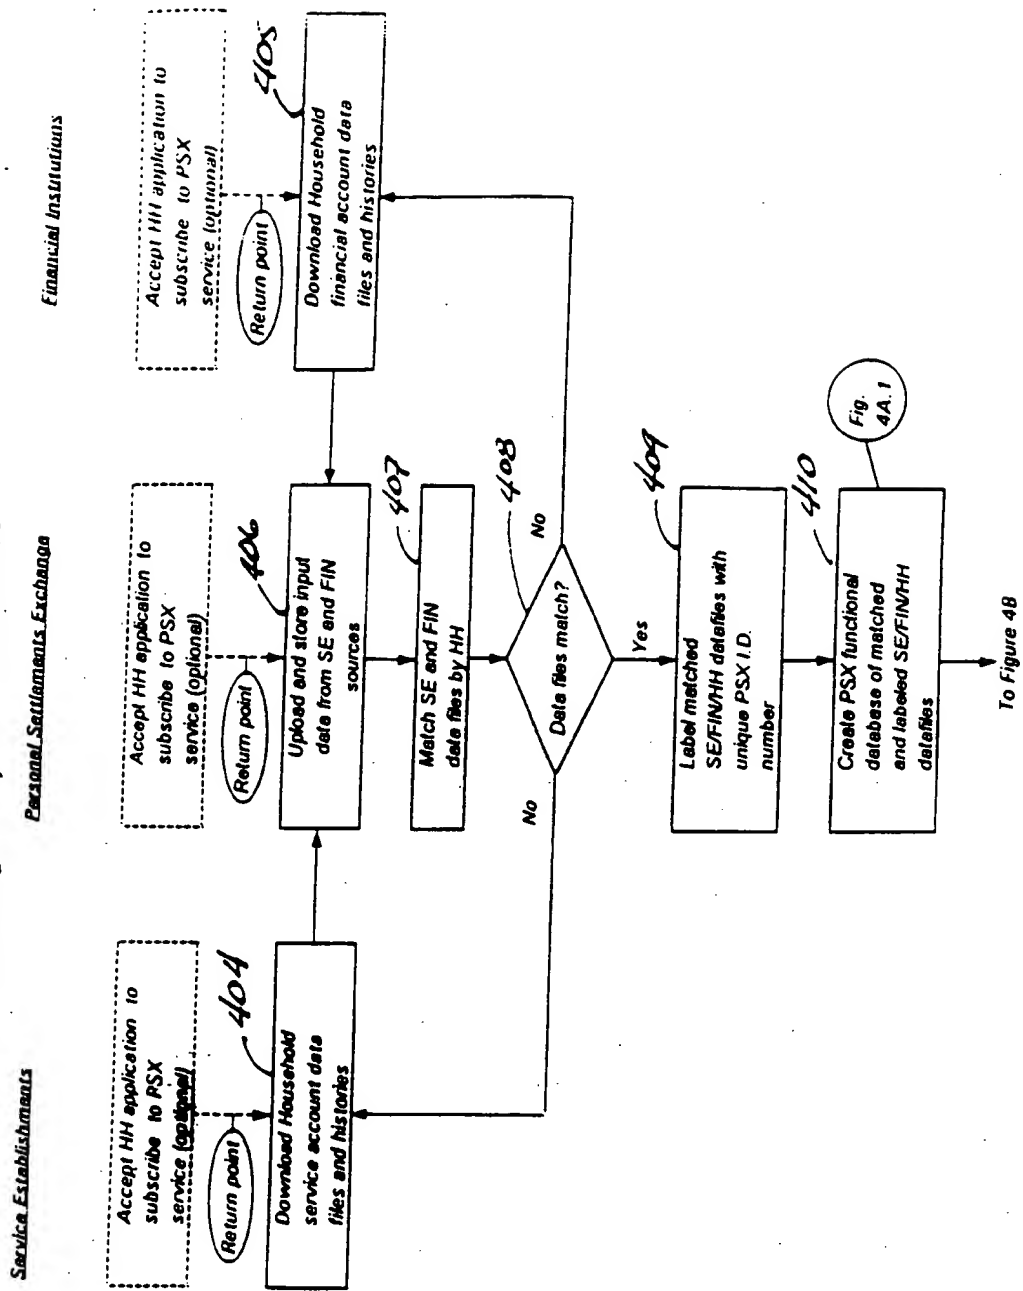 Service Establishments
Personal Settlements Exchange
Financial Institutions
Accept HH application to
subscribe to PSX
service (optional)
Return point
404
Download Household
service account data
files and histories
Accept HH application to
subscribe to PSX
service (optional)
Return point
406
Upload and store input
data from SE and FIN
sources
Accept HH application to
subscribe to PSX
service (optional)
Return point
405
Download Household
financial account data
files and histories
407
Match SE and FIN
data files by HH
408
Data files match?
No
No
Yes
409
Label matched
SE/FIN/HH datafiles with
unique PSX I.D.
number
410
Create PSX functional
database of matched
and labeled SE/FIN/HH
datafiles
Fig.
4A.1
To Figure 4B